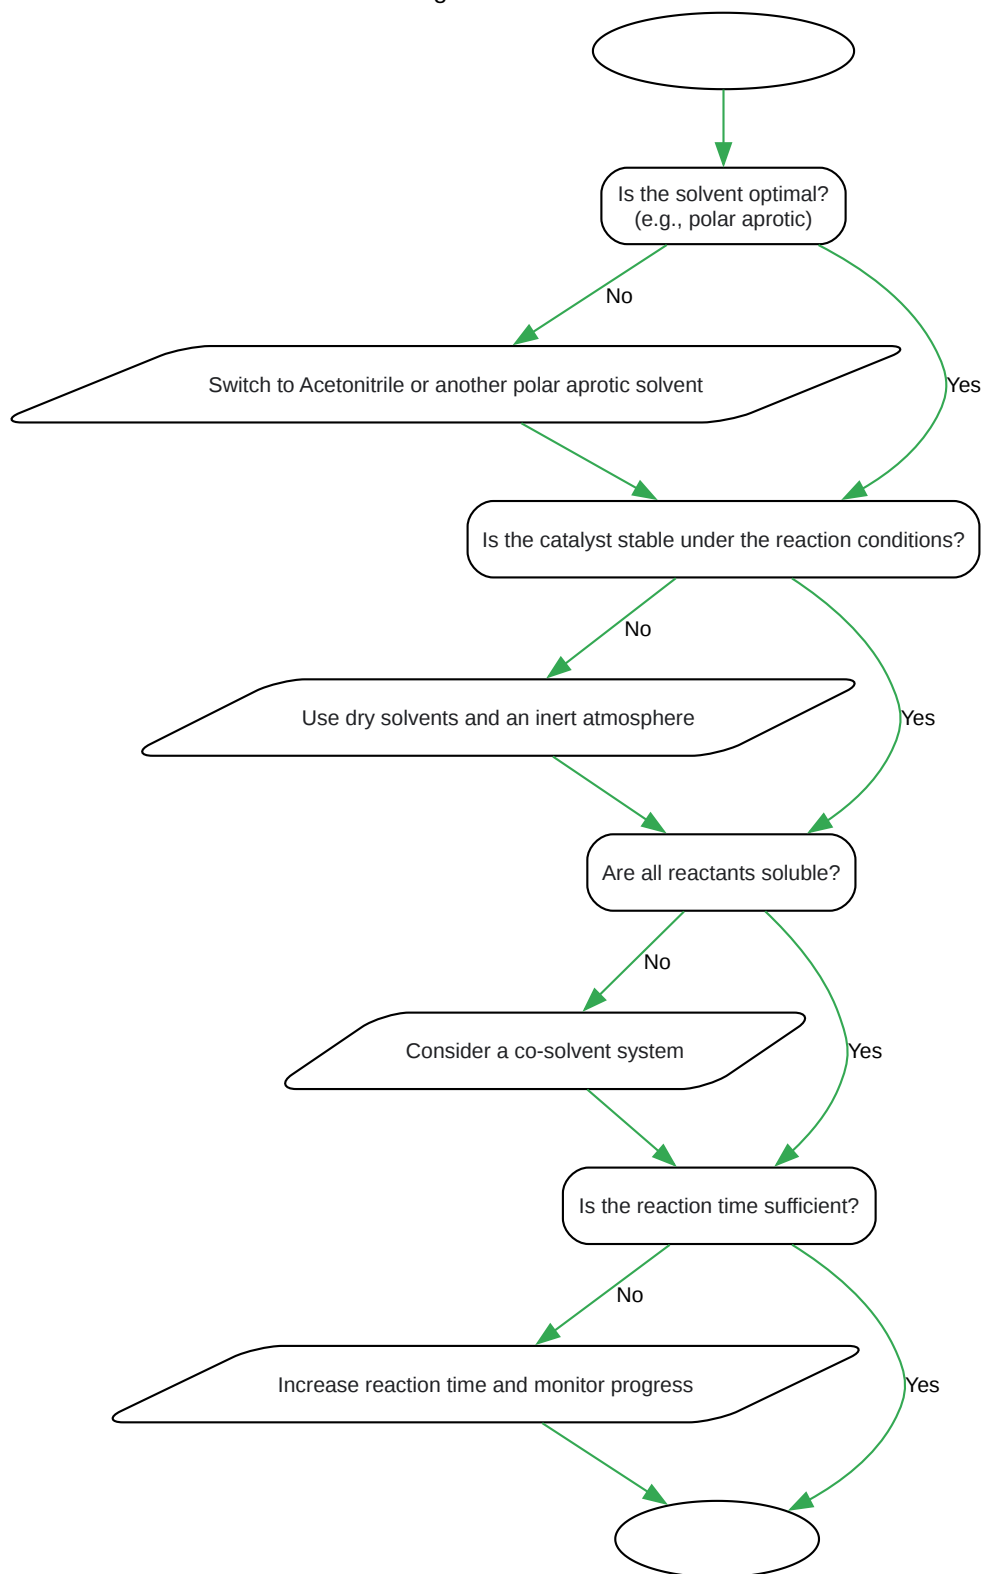 Is the solvent optimal?
(e.g., polar aprotic)
No
Switch to Acetonitrile or another polar aprotic solvent
Yes
Is the catalyst stable under the reaction conditions?
No
Use dry solvents and an inert atmosphere
Yes
Are all reactants soluble?
No
Consider a co-solvent system
Yes
Is the reaction time sufficient?
No
Increase reaction time and monitor progress
Yes